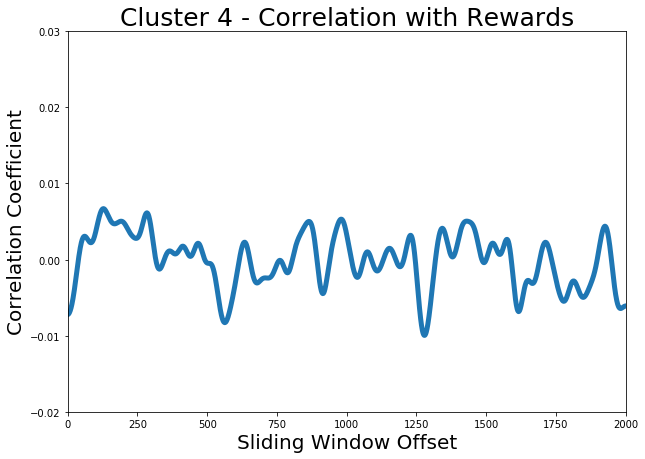 Cluster 4 - Correlation with Rewards
Correlation Coefficient
0.03
0.02
0.01
0.00
−0.01
−0.02
0 250 500 750 1000 1250 1500 1750 2000
Sliding Window Offset